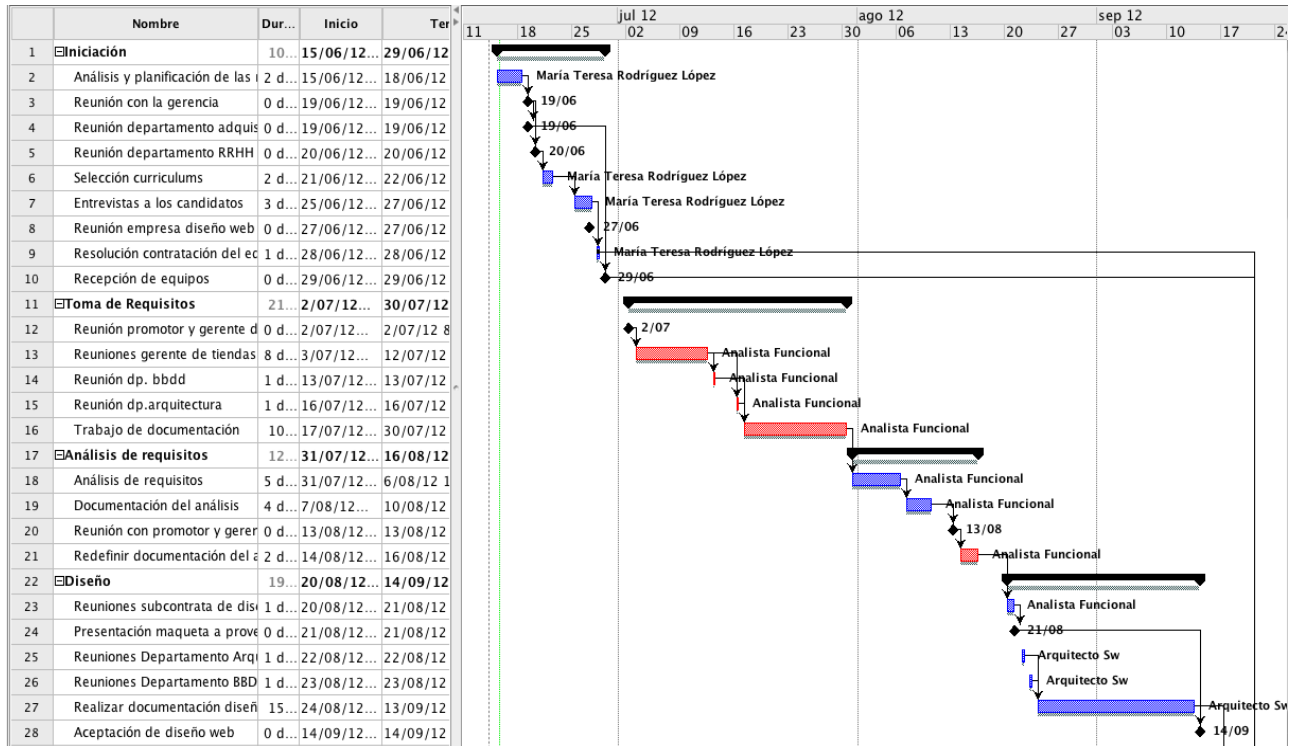 Nombre Dur... Inicio Ter jul 12 ago 12 sep 12
11 18 25 02 09 16 23 30 06 13 20 27 03 10 17 24
1 Iniciación 10... 15/06/12... 29/06/12
2 Análisis y planificación de las 2 d... 15/06/12... 18/06/12 María Teresa Rodríguez López
3 Reunión con la gerencia 0 d... 19/06/12... 19/06/12 19/06
4 Reunión departamento adquis 0 d... 19/06/12... 19/06/12 19/06
5 Reunión departamento RRHH 0 d... 20/06/12... 20/06/12 20/06
6 Selección curriculums 2 d... 21/06/12... 22/06/12 María Teresa Rodríguez López
7 Entrevistas a los candidatos 3 d... 25/06/12... 27/06/12 María Teresa Rodríguez López
8 Reunión empresa diseño web 0 d... 27/06/12... 27/06/12 27/06
9 Resolución contratación del ec 1 d... 28/06/12... 28/06/12 María Teresa Rodríguez López
10 Recepción de equipos 0 d... 29/06/12... 29/06/12 29/06
11 Toma de Requisitos 21... 2/07/12... 30/07/12
12 Reunión promotor y gerente d 0 d... 2/07/12... 2/07/12 8 2/07
13 Reuniones gerente de tiendas 8 d... 3/07/12... 12/07/12 Analista Funcional
14 Reunión dp. bbdd 1 d... 13/07/12... 13/07/12 Analista Funcional
15 Reunión dp.arquitectura 1 d... 16/07/12... 16/07/12 Analista Funcional
16 Trabajo de documentación 10... 17/07/12... 30/07/12 Analista Funcional
17 Análisis de requisitos 12... 31/07/12... 16/08/12
18 Análisis de requisitos 5 d... 31/07/12... 6/08/12 1 Analista Funcional
19 Documentación del análisis 4 d... 7/08/12... 10/08/12 Analista Funcional
20 Reunión con promotor y geren 0 d... 13/08/12... 13/08/12 13/08
21 Redefinir documentación del a 2 d... 14/08/12... 16/08/12 Analista Funcional
22 Diseño 19... 20/08/12... 14/09/12
23 Reuniones subcontrata de dis 1 d... 20/08/12... 21/08/12 Analista Funcional
24 Presentación maqueta a prove 0 d... 21/08/12... 21/08/12 21/08
25 Reuniones Departamento Arqu 1 d... 22/08/12... 22/08/12 Arquitecto Sw
26 Reuniones Departamento BBD 1 d... 23/08/12... 23/08/12 Arquitecto Sw
27 Realizar documentación diseñ 15... 24/08/12... 13/09/12 Arquitecto Sw
28 Aceptación de diseño web 0 d... 14/09/12... 14/09/12 14/09